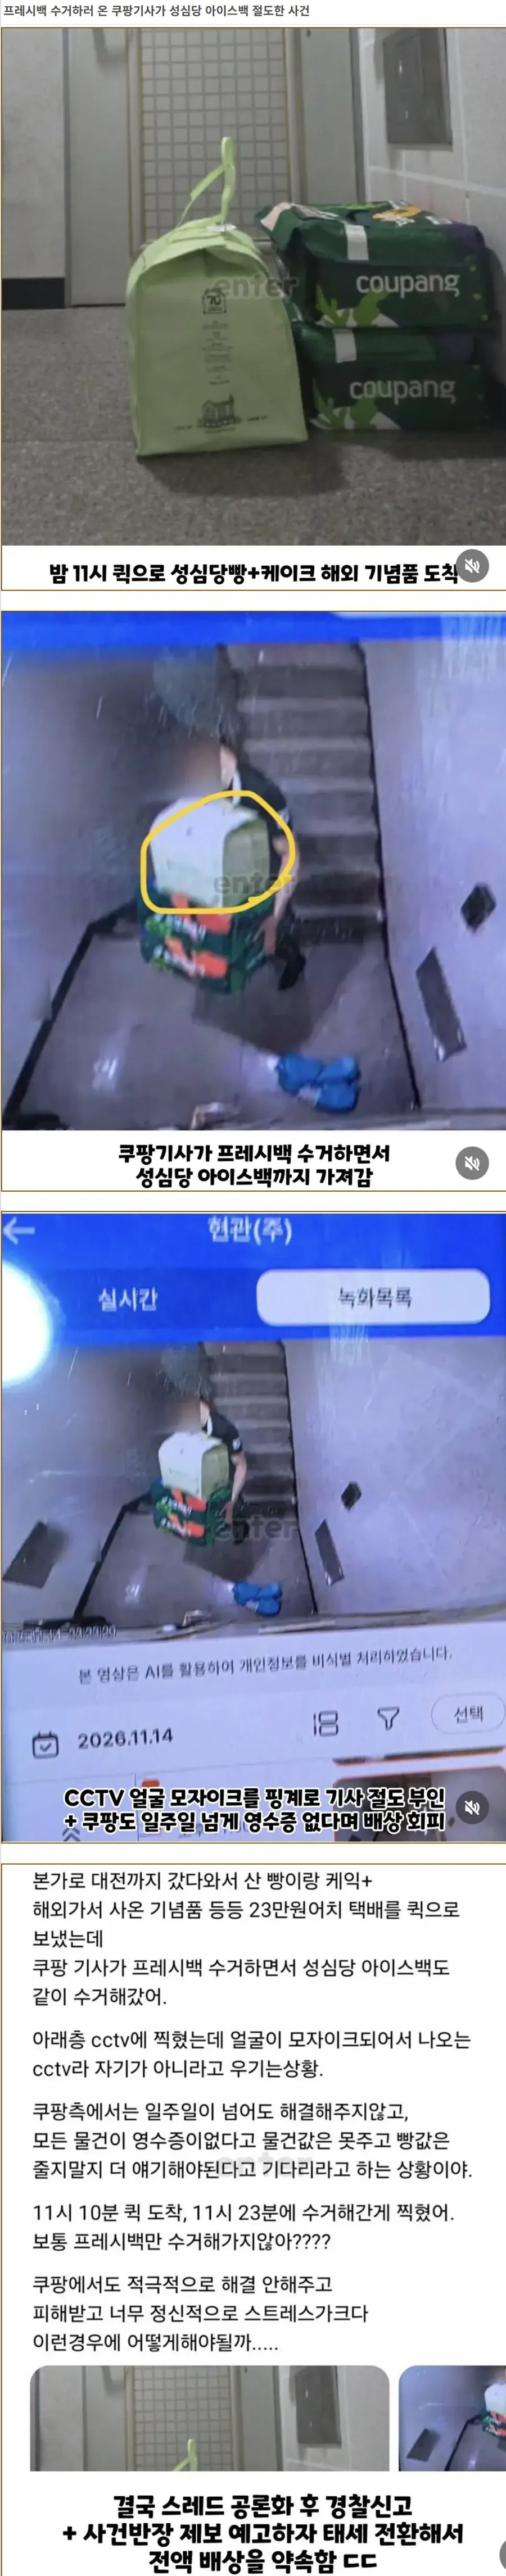 프레시백 수거하러 온 쿠팡기사가 성심당 아이스백 절도한 사건
70
enter
coupang
coupang
밤 11시 퀵으로 성심당빵+케이크 해외 기념품 도착
enter
쿠팡기사가 프레시백 수거하면서
성심당 아이스백까지 가져감
현관(주)
실시간
녹화목록
enter
본 영상은 AI를 활용하여 개인정보를 비식별 처리하였습니다.
2026.11.14
선택
CCTV 얼굴 모자이크를 핑계로 기사 절도 부인
+ 쿠팡도 일주일 넘게 영수증 없다며 배상 회피
본가로 대전까지 갔다와서 산 빵이랑 케익+
해외가서 사온 기념품 등등 23만원어치 택배를 퀵으로
보냈는데
쿠팡 기사가 프레시백 수거하면서 성심당 아이스백도
같이 수거해갔어.
아래층 cctv에 찍혔는데 얼굴이 모자이크되어서 나오는
cctv라 자기가 아니라고 우기는상황.
쿠팡측에서는 일주일이 넘어도 해결해주지않고,
모든 물건이 영수증이없다고 물건값은 못주고 빵값은
줄지말지 더 얘기해야된다고 기다리라고 하는 상황이야.
enter
11시 10분 퀵 도착, 11시 23분에 수거해간게 찍혔어.
보통 프레시백만 수거해가지않아????
쿠팡에서도 적극적으로 해결 안해주고
피해받고 너무 정신적으로 스트레스가크다
이런경우에 어떻게해야될까.....
결국 스레드 공론화 후 경찰신고
+ 사건반장 제보 예고하자 태세 전환해서
전액 배상을 약속함 ㄷㄷ